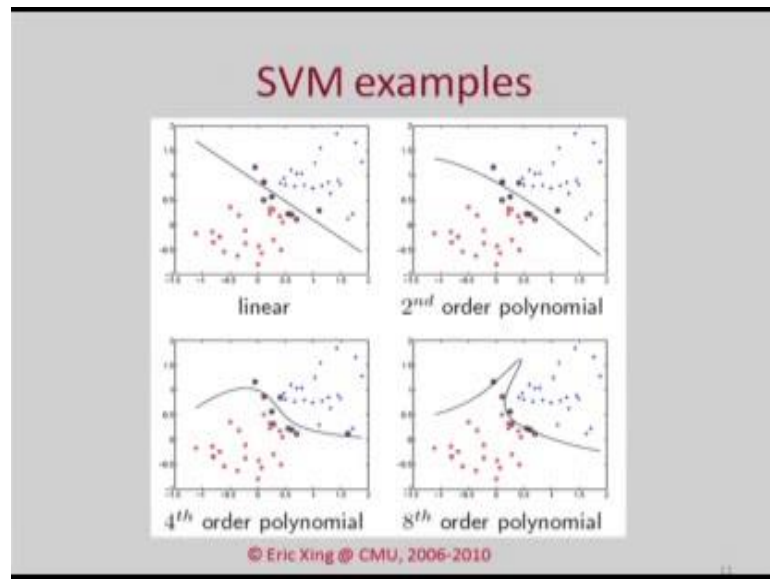 SVM examples
linear
2nd order polynomial
4th order polynomial
8th order polynomial
© Eric Xing @ CMU, 2006-2010